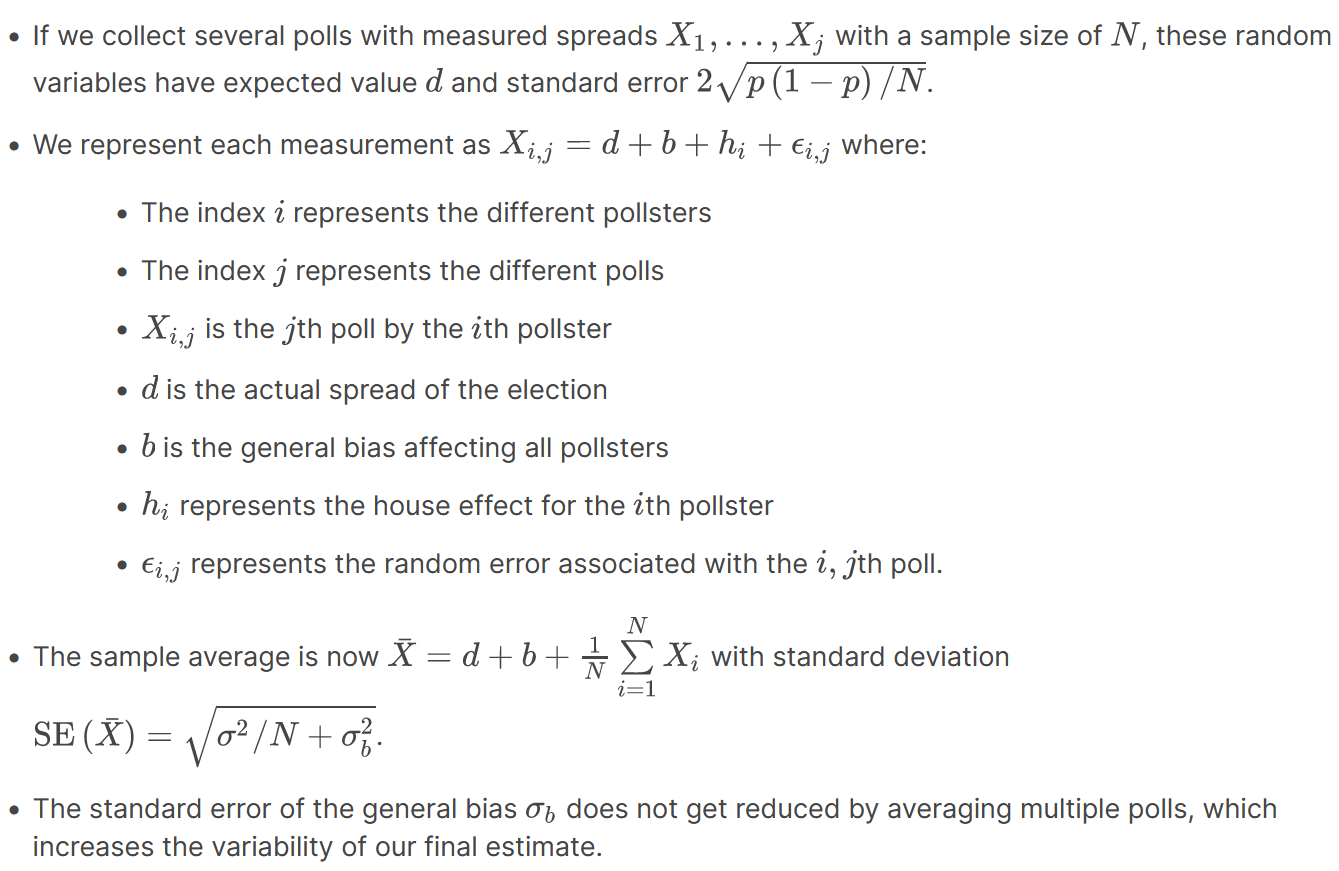 • If we collect several polls with measured spreads $X_1, \ldots, X_j$ with a sample size of $N$, these random
variables have expected value $d$ and standard error $2\sqrt{p(1-p)/N}$.
• We represent each measurement as $X_{i,j} = d + b + h_i + \epsilon_{i,j}$ where:
• The index $i$ represents the different pollsters
• The index $j$ represents the different polls
• $X_{i,j}$ is the $j$th poll by the $i$th pollster
• $d$ is the actual spread of the election
• $b$ is the general bias affecting all pollsters
• $h_i$ represents the house effect for the $i$th pollster
• $\epsilon_{i,j}$ represents the random error associated with the $i, j$th poll.
• The sample average is now $\bar{X} = d + b + \frac{1}{N}\sum_{i=1}^{N} X_i$ with standard deviation
$\mathrm{SE}(\bar{X}) = \sqrt{\sigma^2/N + \sigma_b^2}$.
• The standard error of the general bias $\sigma_b$ does not get reduced by averaging multiple polls, which
increases the variability of our final estimate.